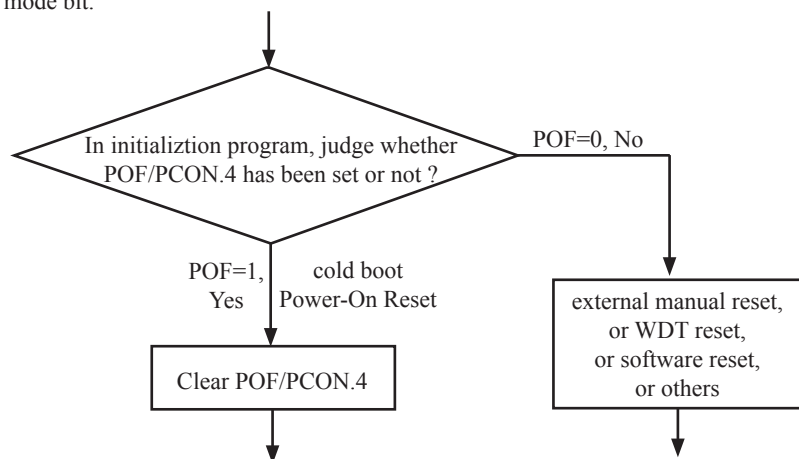 mode bit.
In initializtion program, judge whether
POF/PCON.4 has been set or not ?
POF=0, No
POF=1,
Yes
cold boot
Power-On Reset
Clear POF/PCON.4
external manual reset,
or WDT reset,
or software reset,
or others